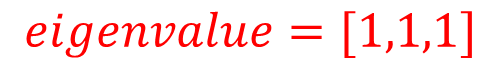 eigenvalue = [1,1,1]